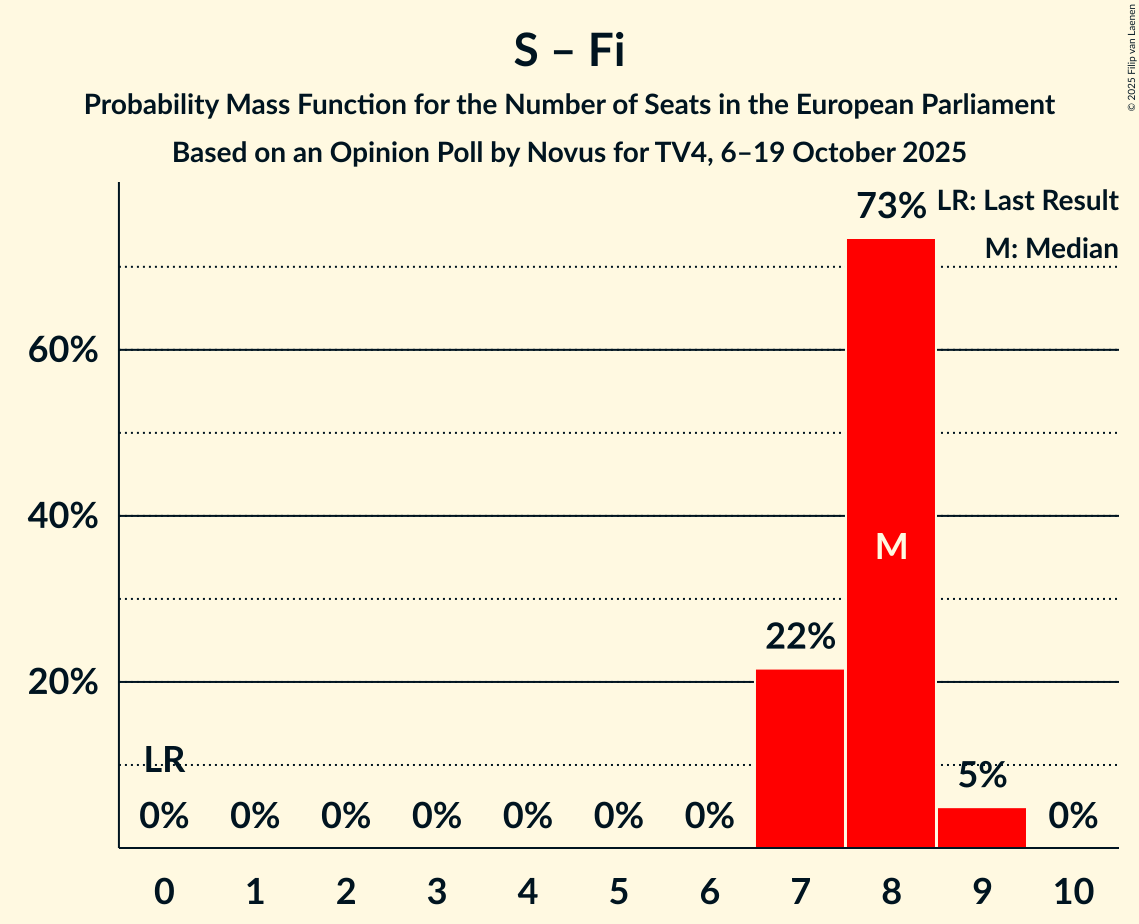 S – Fi
Probability Mass Function for the Number of Seats in the European Parliament
Based on an Opinion Poll by Novus for TV4, 6–19 October 2025
© 2025 Filip van Laenen
LR: Last Result
M: Median
60%
40%
20%
LR
0%
0%
0%
0%
0%
0%
0%
22%
73%
M
5%
0%
0 1 2 3 4 5 6 7 8 9 10